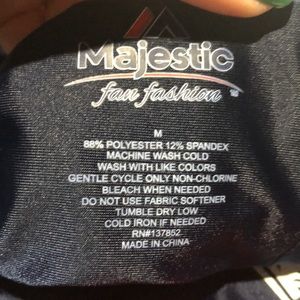 Majestic
fan fashion
M
88% POLYESTER 12% SPANDEX
MACHINE WASH COLD
WASH WITH LIKE COLORS
GENTLE CYCLE ONLY NON-CHLORINE
BLEACH WHEN NEEDED
DO NOT USE FABRIC SOFTENER
TUMBLE DRY LOW
COLD IRON IF NEEDED
RN#137852
MADE IN CHINA